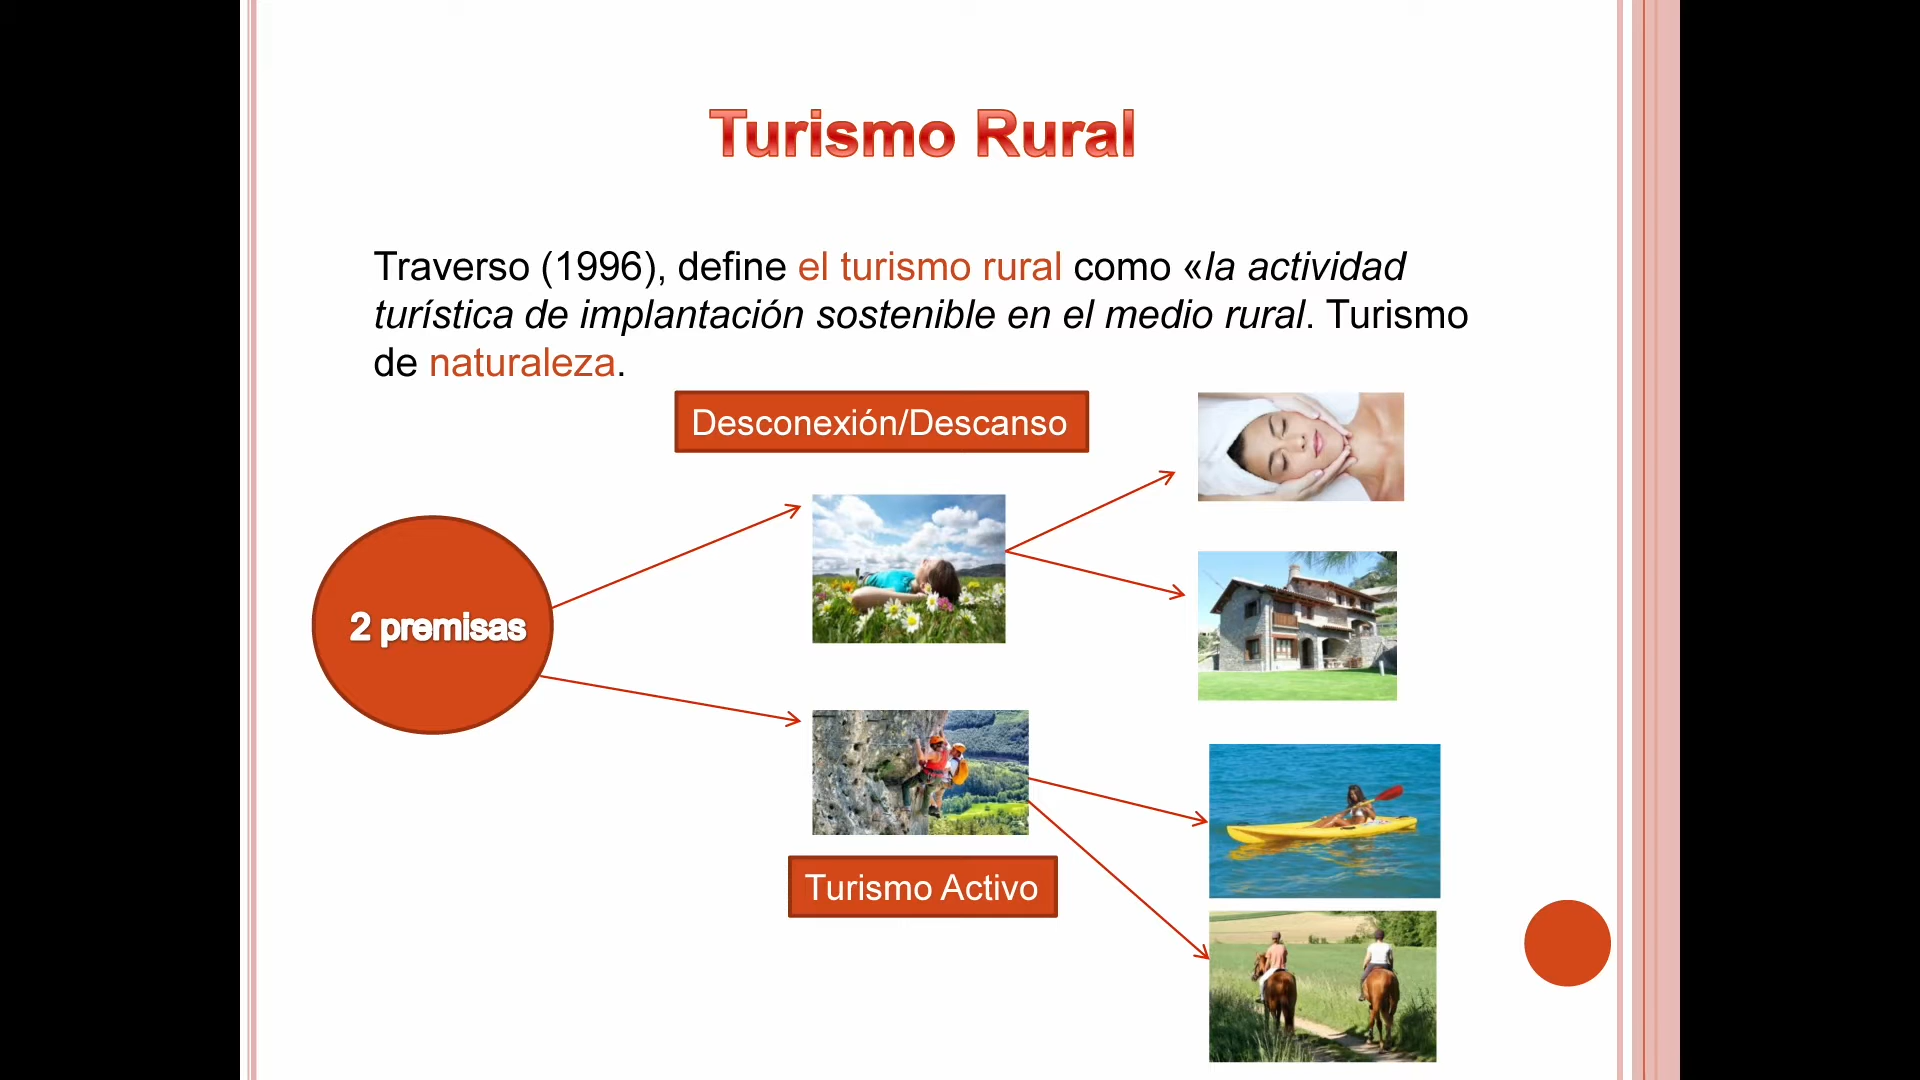 Turismo Rural
Traverso (1996), define el turismo rural como «la actividad
turística de implantación sostenible en el medio rural. Turismo
de naturaleza.
Desconexión/Descanso
2 premisas
Turismo Activo